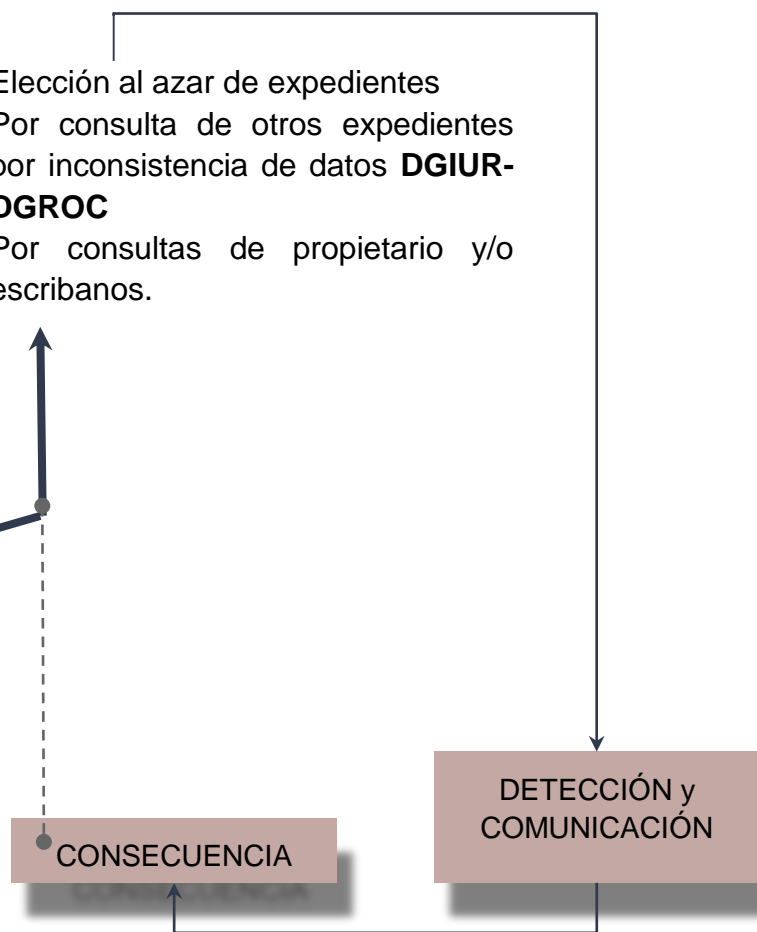 Elección al azar de expedientes
Por consulta de otros expedientes
por inconsistencia de datos DGIUR-
DGROC
Por consultas de propietario y/o
escribanos.
DETECCIÓN y
COMUNICACIÓN
CONSECUENCIA